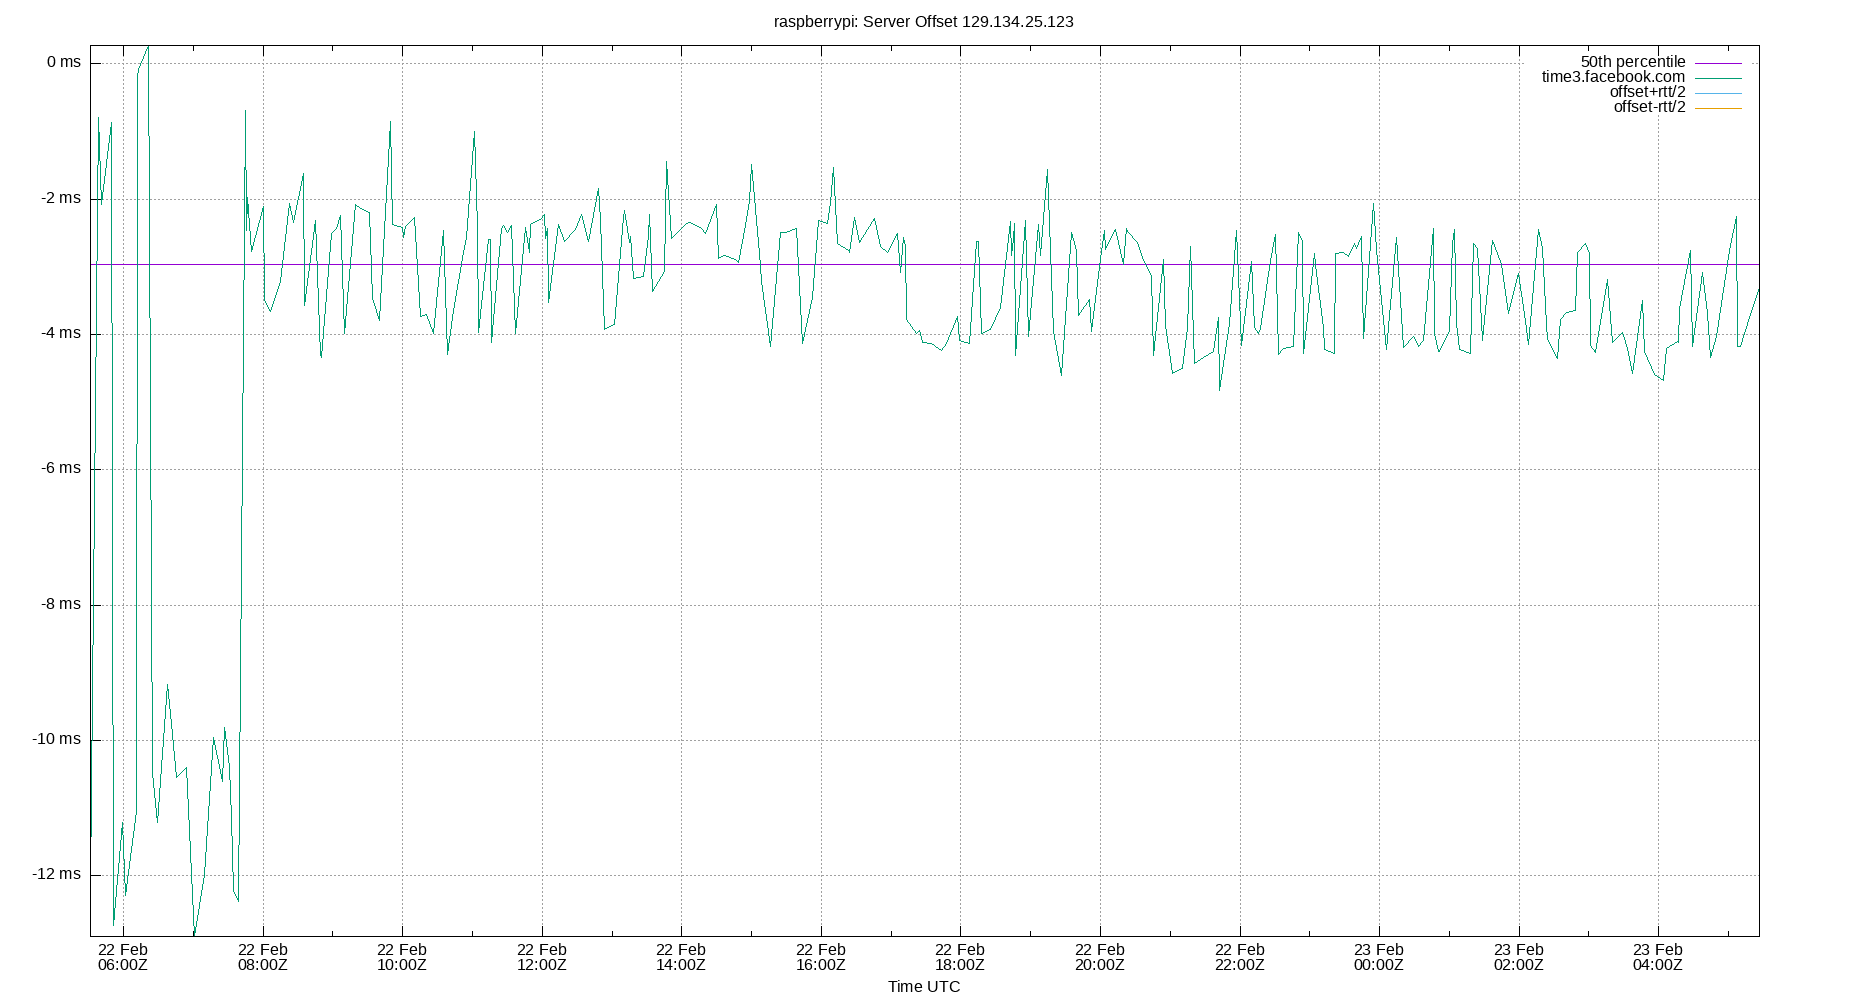 raspberrypi: Server Offset 129.134.25.123
50th percentile
time3.facebook.com
offset+rtt/2
offset-rtt/2
0 ms
-2 ms
-4 ms
-6 ms
-8 ms
-10 ms
-12 ms
22 Feb 22 Feb 22 Feb 22 Feb 22 Feb 22 Feb 22 Feb 22 Feb 22 Feb 23 Feb 23 Feb 23 Feb
06:00Z 08:00Z 10:00Z 12:00Z 14:00Z 16:00Z 18:00Z 20:00Z 22:00Z 00:00Z 02:00Z 04:00Z
Time UTC